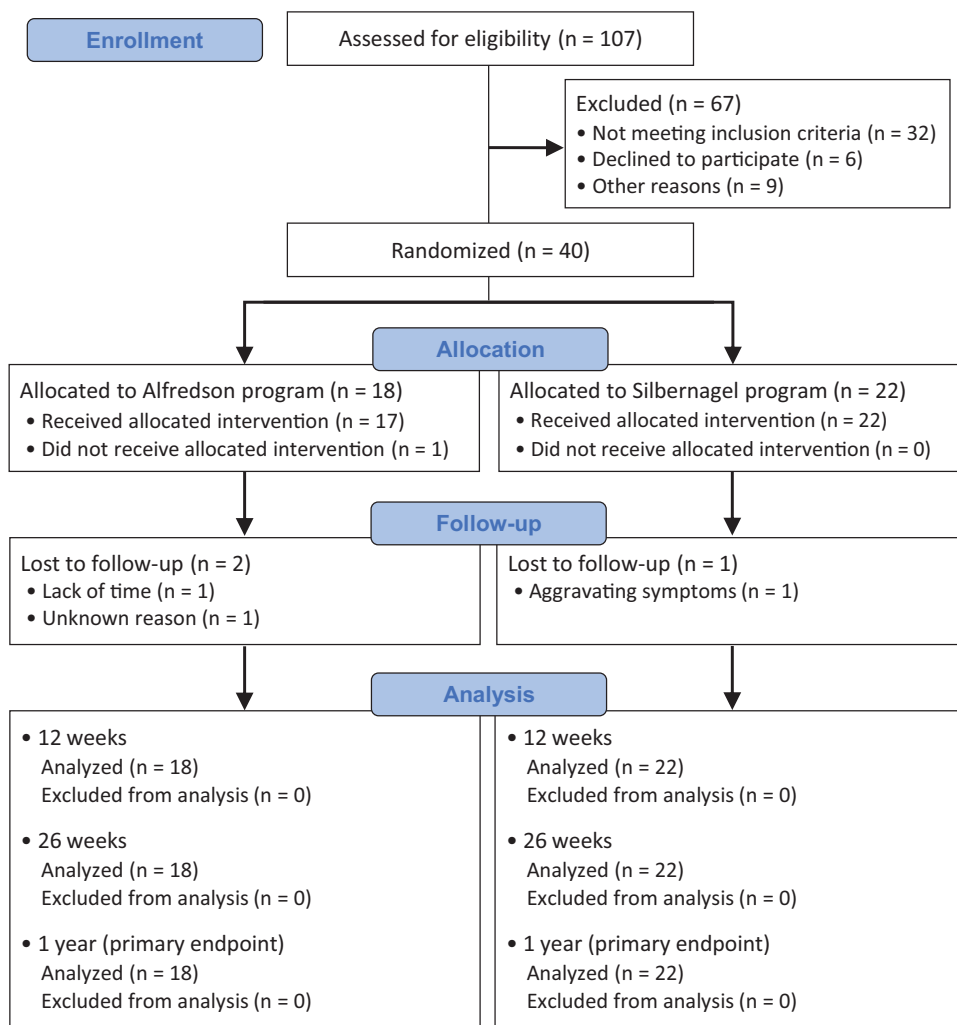 Enrollment
Assessed for eligibility (n = 107)
Excluded (n = 67)
• Not meeting inclusion criteria (n = 32)
• Declined to participate (n = 6)
• Other reasons (n = 9)
Randomized (n = 40)
Allocation
Allocated to Alfredson program (n = 18)
• Received allocated intervention (n = 17)
• Did not receive allocated intervention (n = 1)
Allocated to Silbernagel program (n = 22)
• Received allocated intervention (n = 22)
• Did not receive allocated intervention (n = 0)
Follow-up
Lost to follow-up (n = 2)
• Lack of time (n = 1)
• Unknown reason (n = 1)
Lost to follow-up (n = 1)
• Aggravating symptoms (n = 1)
Analysis
• 12 weeks
Analyzed (n = 18)
Excluded from analysis (n = 0)
• 26 weeks
Analyzed (n = 18)
Excluded from analysis (n = 0)
• 1 year (primary endpoint)
Analyzed (n = 18)
Excluded from analysis (n = 0)
• 12 weeks
Analyzed (n = 22)
Excluded from analysis (n = 0)
• 26 weeks
Analyzed (n = 22)
Excluded from analysis (n = 0)
• 1 year (primary endpoint)
Analyzed (n = 22)
Excluded from analysis (n = 0)